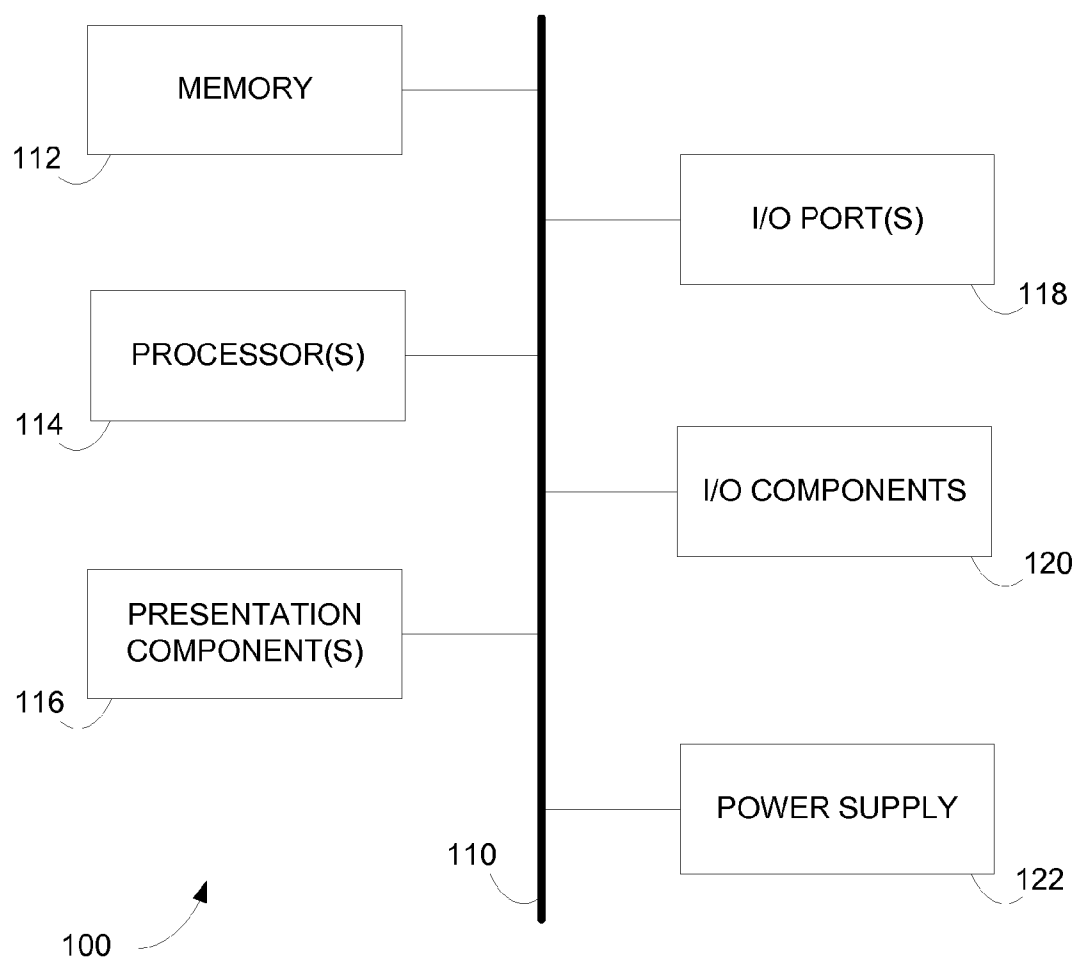 MEMORY
112
I/O PORT(S)
118
PROCESSOR(S)
114
I/O COMPONENTS
120
PRESENTATION
COMPONENT(S)
116
POWER SUPPLY
110
122
100